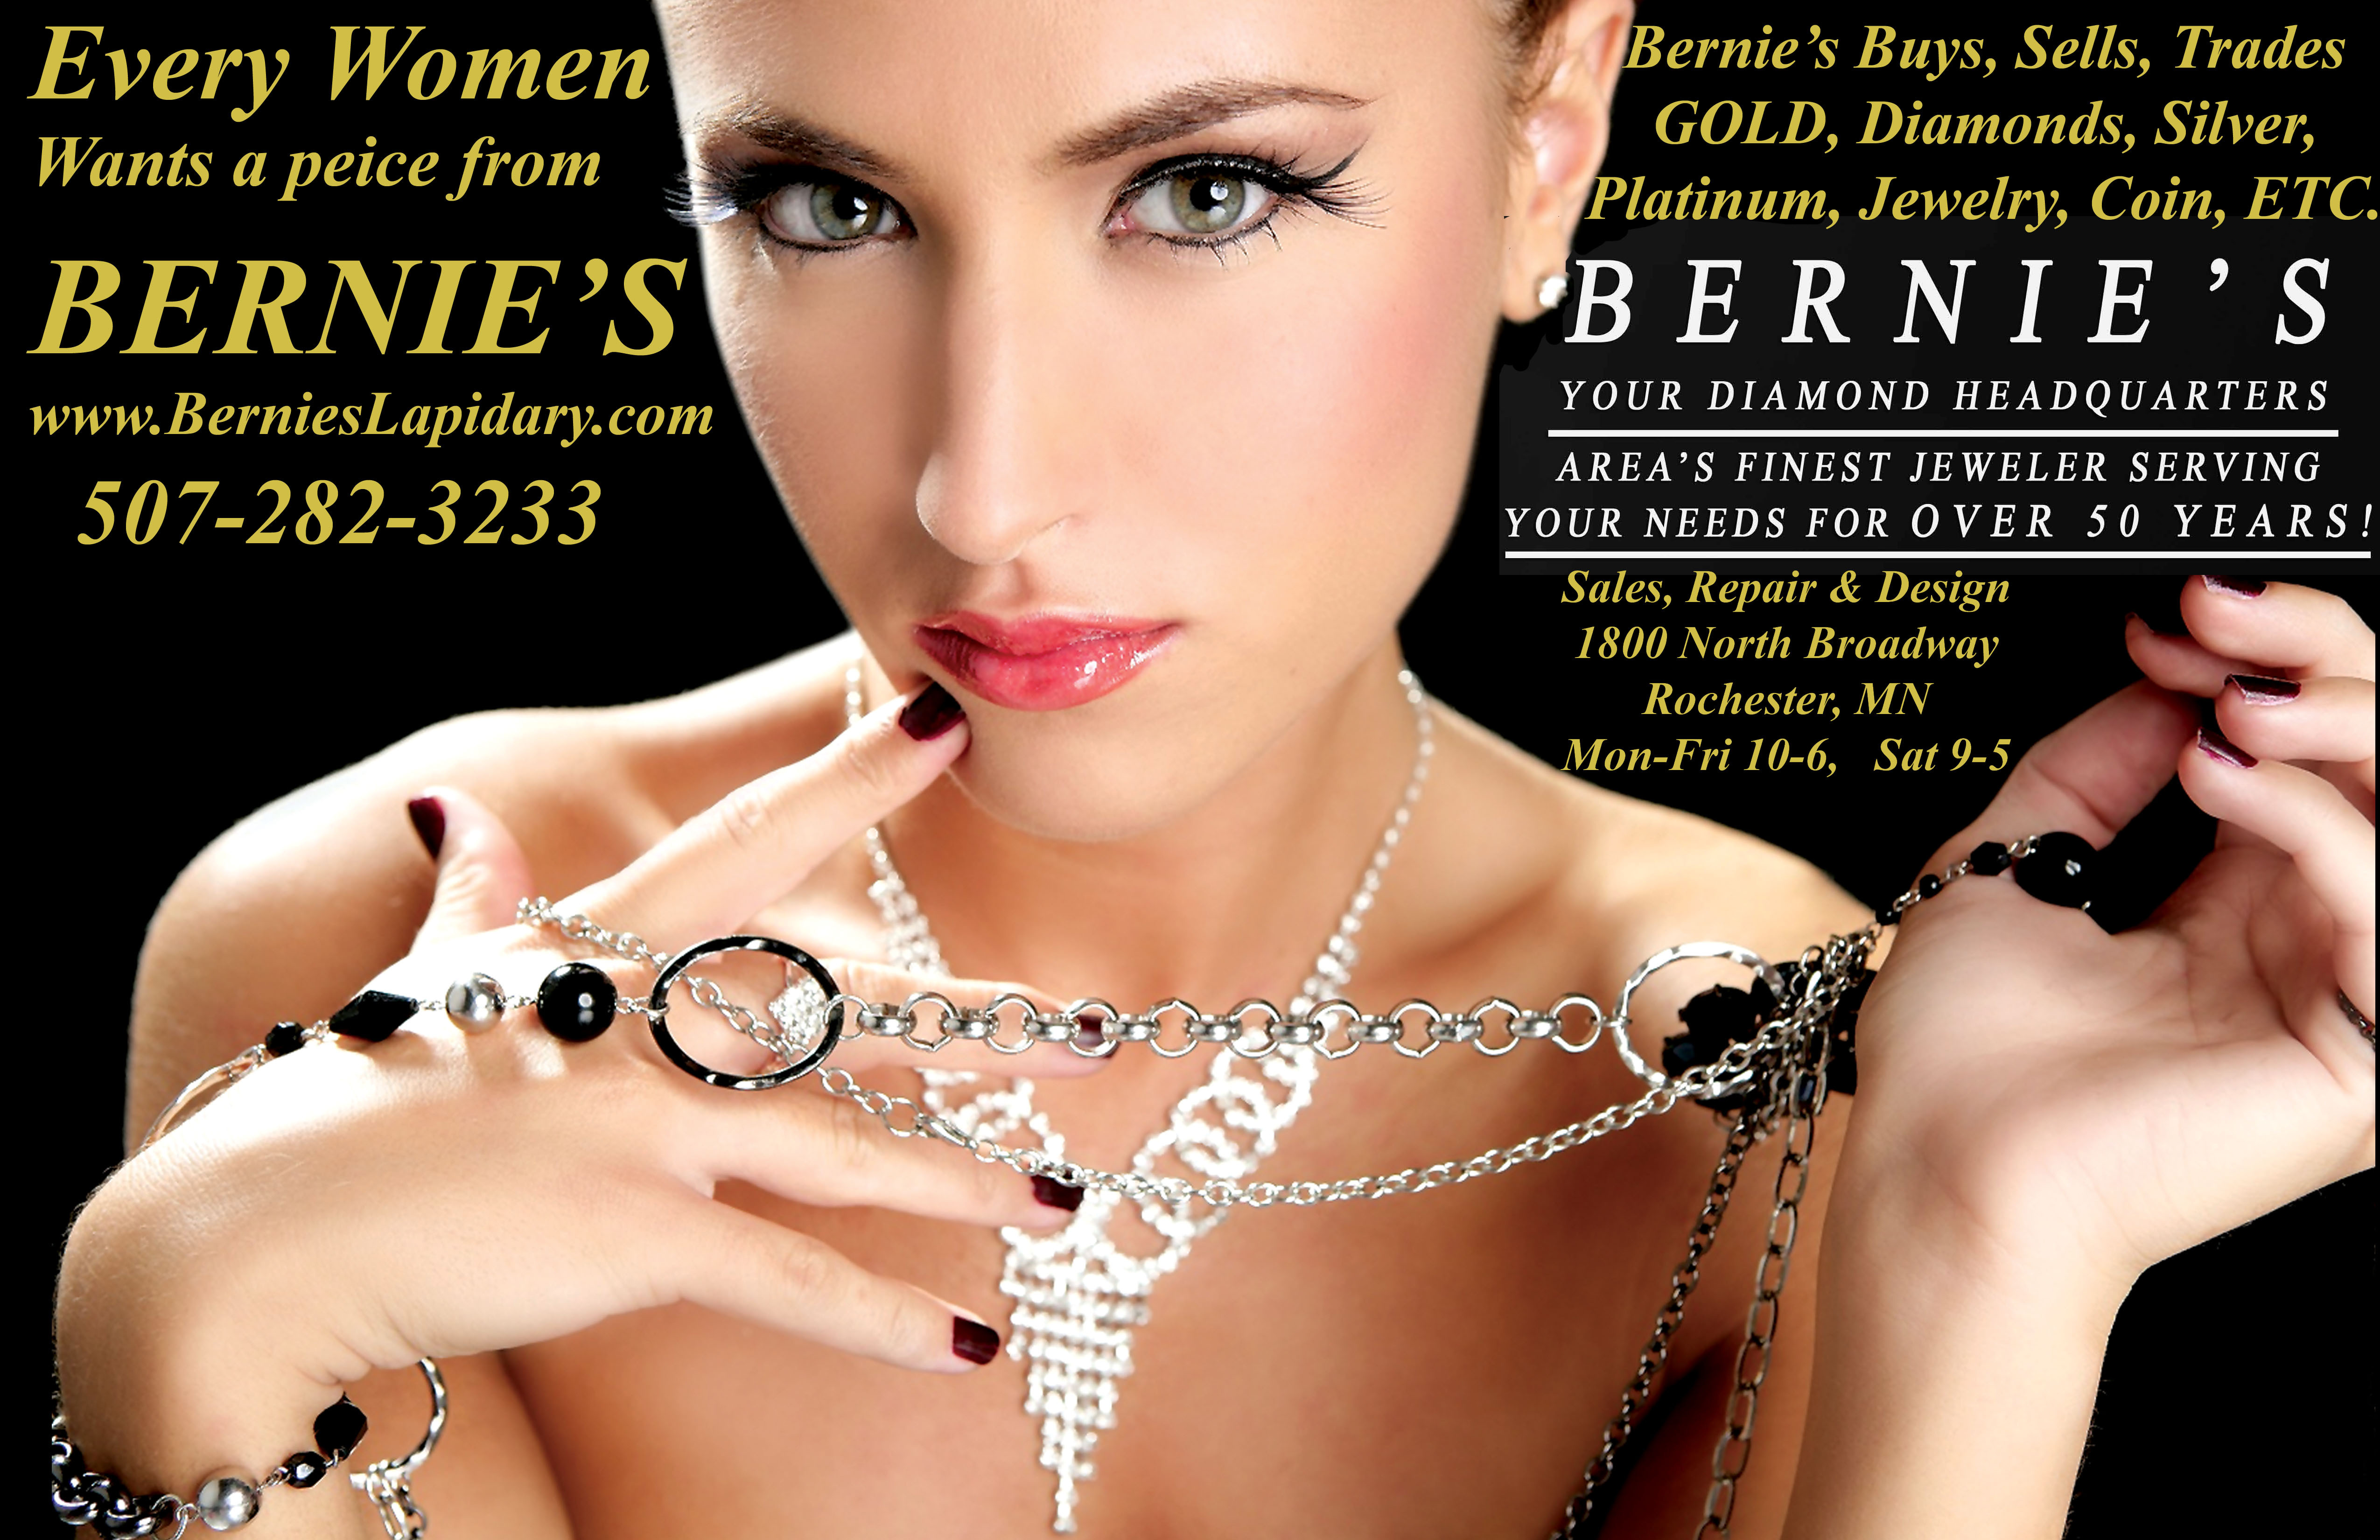 Every Women
Wants a peice from
BERNIE'S
www.BerniesLapidary.com
507-282-3233
Bernie's Buys, Sells, Trades
GOLD, Diamonds, Silver,
Platinum, Jewelry, Coin, ETC.
BERNIE'S
YOUR DIAMOND HEADQUARTERS
AREA'S FINEST JEWELER SERVING
YOUR NEEDS FOR OVER 50 YEARS!
Sales, Repair & Design
1800 North Broadway
Rochester, MN
Mon-Fri 10-6, Sat 9-5